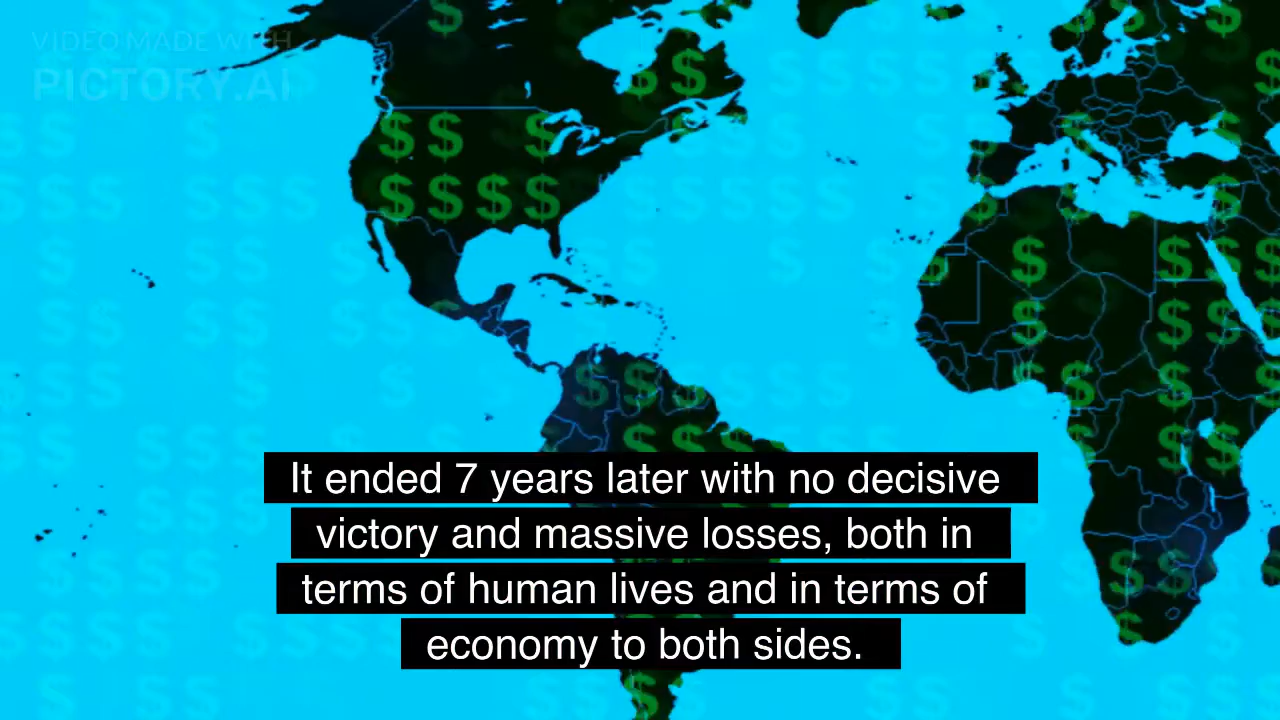 VIDEO MADE WITH
PICTORY.AI
It ended 7 years later with no decisive
victory and massive losses, both in
terms of human lives and in terms of
economy to both sides.